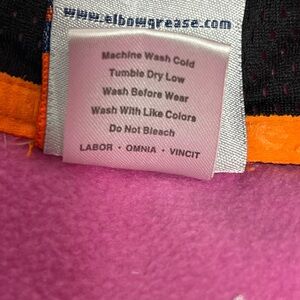 www.elbowgrease.com
Machine Wash Cold
Tumble Dry Low
Wash Before Wear
Wash With Like Colors
Do Not Bleach
LABOR • OMNIA • VINCIT